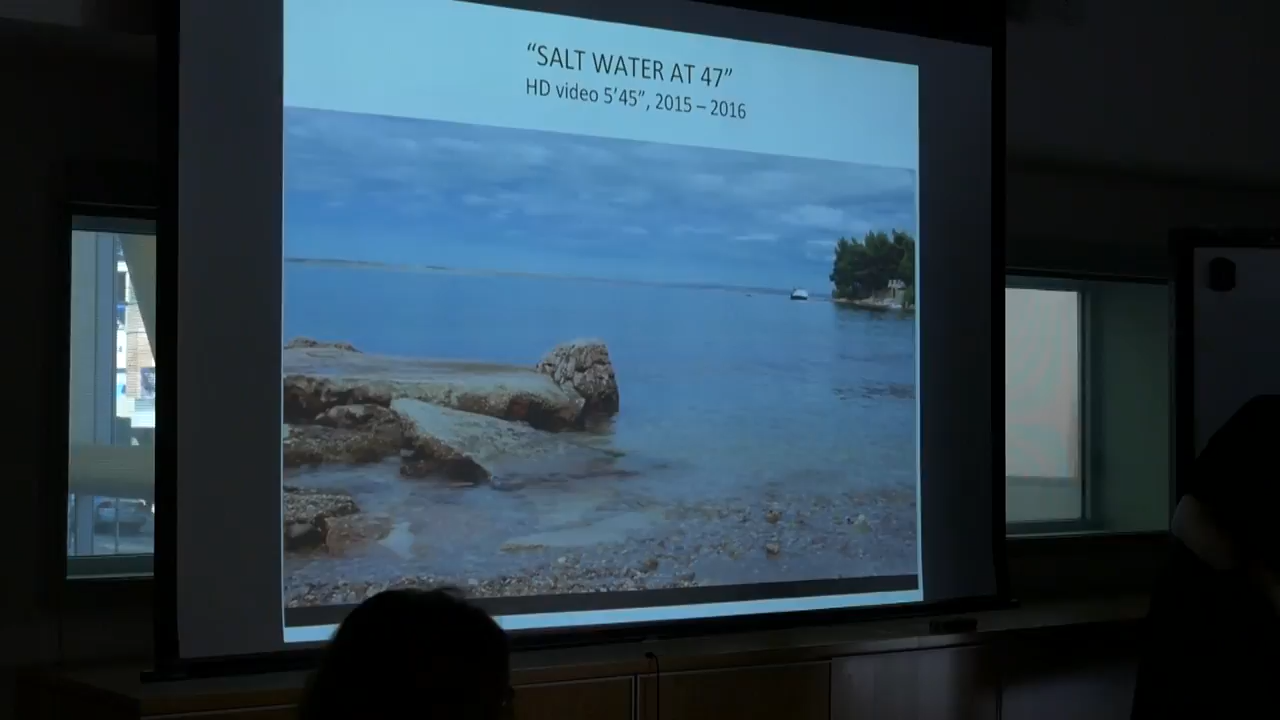 “SALT WATER AT 47”
HD video 5’45”, 2015 – 2016